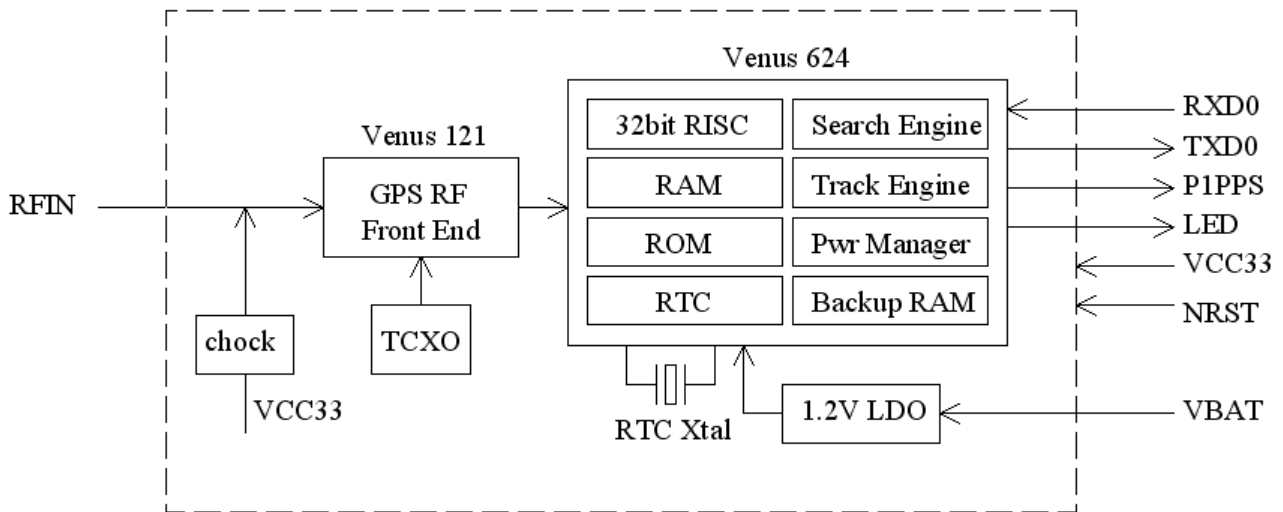 Venus 624
32bit RISC
Search Engine
RXD0
Venus 121
TXD0
RAM
Track Engine
P1PPS
RFIN
GPS RF
Front End
ROM
Pwr Manager
LED
VCC33
RTC
Backup RAM
NRST
chock
TCXO
VCC33
RTC Xtal
1.2V LDO
VBAT